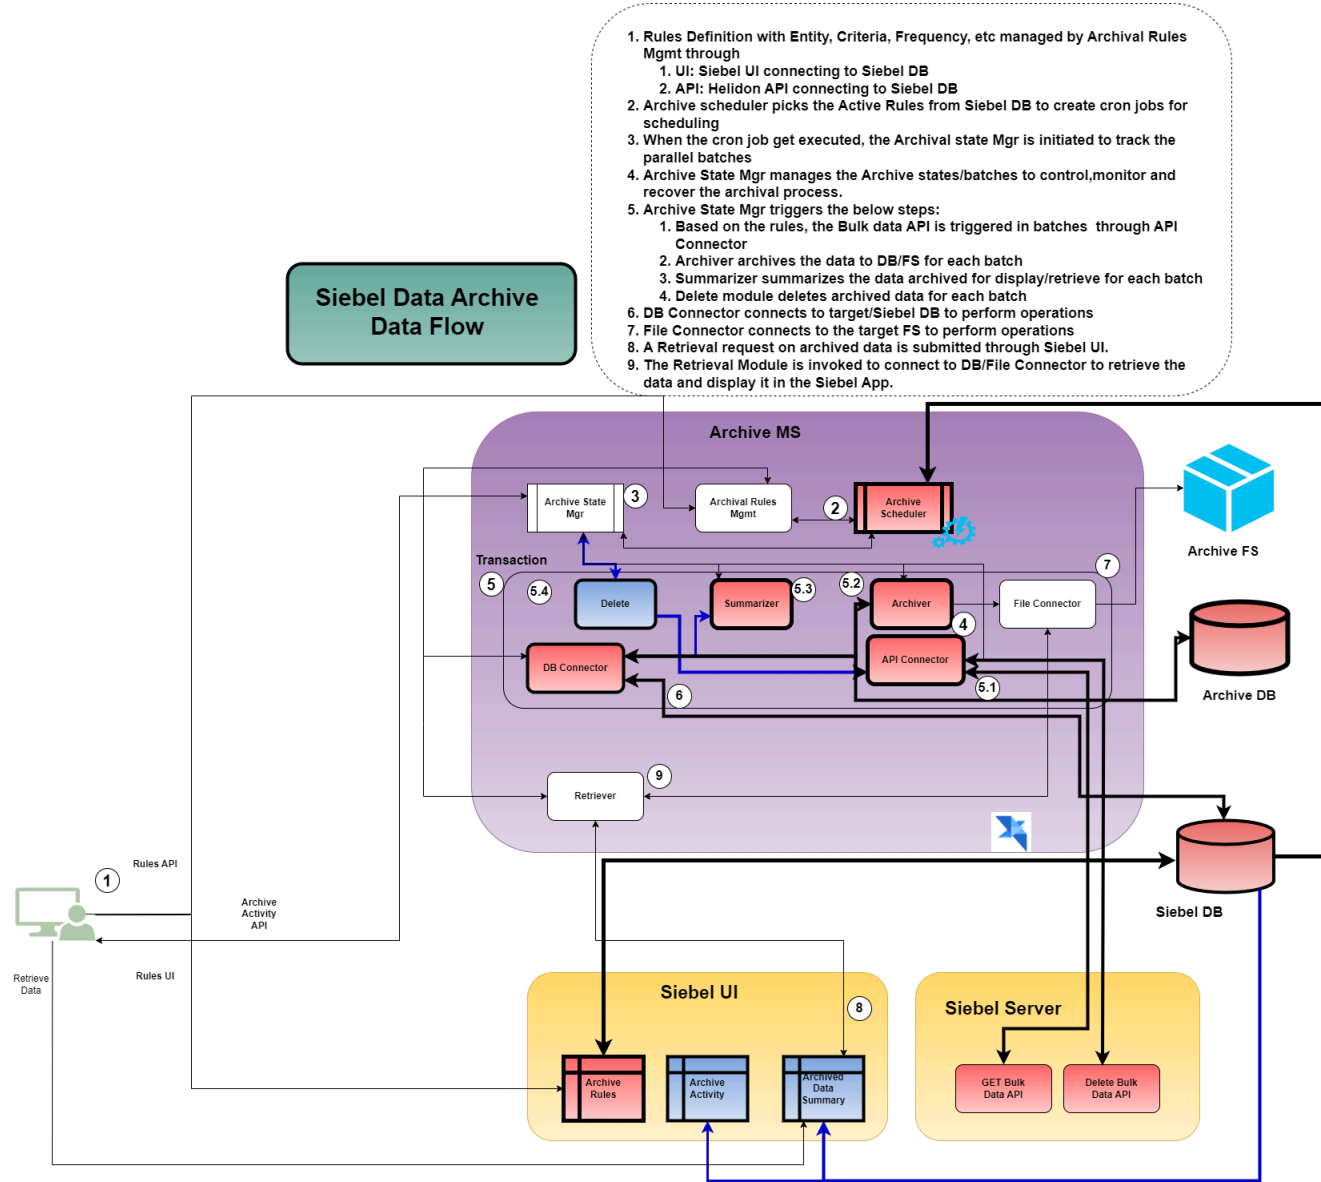 1. Rules Definition with Entity, Criteria, Frequency, etc managed by Archival Rules
Mgmt through
1. UI: Siebel UI connecting to Siebel DB
2. API: Helidon API connecting to Siebel DB
2. Archive scheduler picks the Active Rules from Siebel DB to create cron jobs for
scheduling
3. When the cron job get executed, the Archival state Mgr is initiated to track the
parallel batches
4. Archive State Mgr manages the Archive states/batches to control,monitor and
recover the archival process.
5. Archive State Mgr triggers the below steps:
1. Based on the rules, the Bulk data API is triggered in batches through API
Connector
2. Archiver archives the data to DB/FS for each batch
3. Summarizer summarizes the data archived for display/retrieve for each batch
4. Delete module deletes archived data for each batch
6. DB Connector connects to target/Siebel DB to perform operations
7. File Connector connects to the target FS to perform operations
8. A Retrieval request on archived data is submitted through Siebel UI.
9. The Retrieval Module is invoked to connect to DB/File Connector to retrieve the
data and display it in the Siebel App.
Siebel Data Archive
Data Flow
Archive MS
Archive State
Mgr
3
Archival Rules
Mgmt
2
Archive
Scheduler
Archive FS
Transaction
5
5.4
Delete
Summarizer
5.3
5.2
Archiver
4
File Connector
7
DB Connector
6
API Connector
5.1
Archive DB
Retriever
9
Siebel DB
1
Rules API
Archive
Activity
API
Rules UI
Retrieve
Data
Siebel UI
8
Archive
Rules
Archive
Activity
Archived
Data
Summary
Siebel Server
GET Bulk
Data API
Delete Bulk
Data API